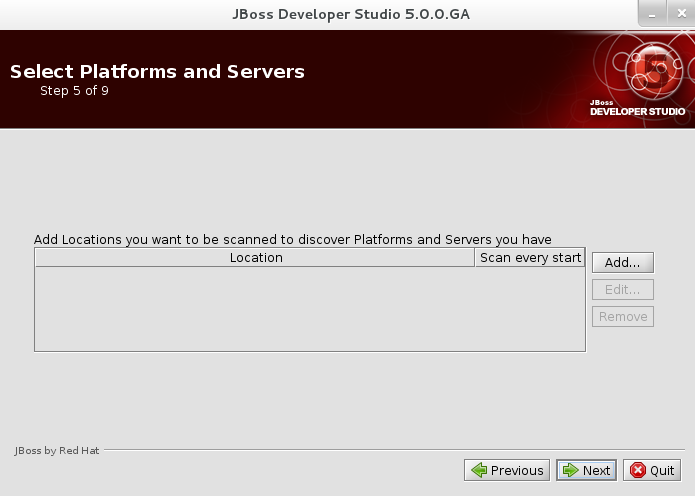 JBoss Developer Studio 5.0.0.GA
Select Platforms and Servers
Step 5 of 9
5
JBoss
DEVELOPER STUDIO
Add Locations you want to be scanned to discover Platforms and Servers you have
Location Scan every start
Add...
Edit...
Remove
JBoss by Red Hat
Previous Next Quit